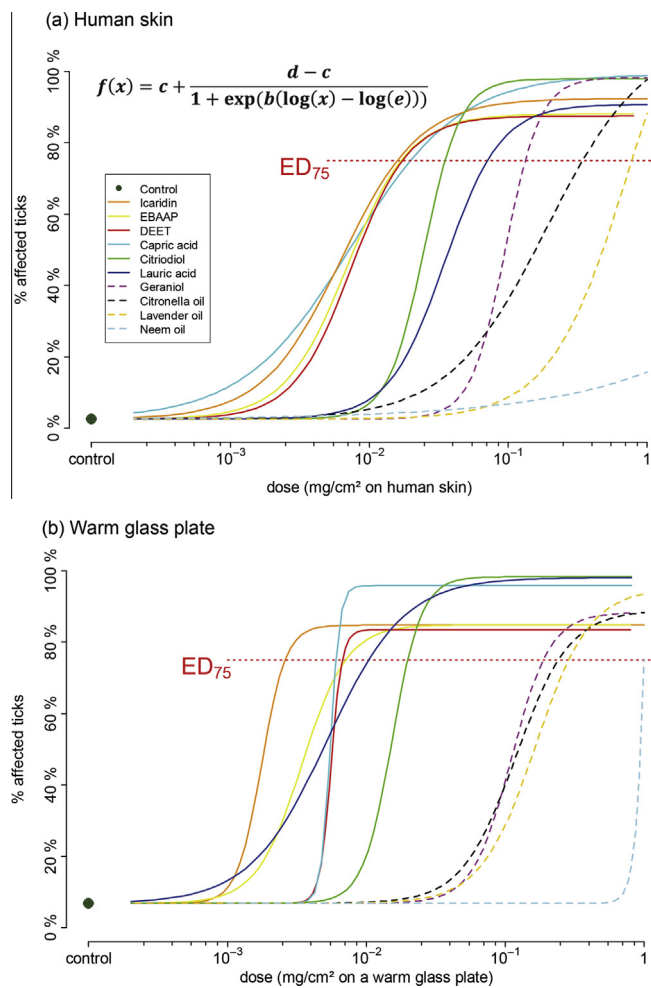 (a) Human skin
f(x) = c + d − c / 1 + exp(b(log(x) − log(e)))
% affected ticks
0 %
20 %
40 %
60 %
80 %
100 %
ED75
Control
Icaridin
EBAAP
DEET
Capric acid
Citriodiol
Lauric acid
Geraniol
Citronella oil
Lavender oil
Neem oil
control
10−3
10−2
10−1
1
dose (mg/cm² on human skin)
(b) Warm glass plate
% affected ticks
0 %
20 %
40 %
60 %
80 %
100 %
ED75
control
10−3
10−2
10−1
1
dose (mg/cm² on a warm glass plate)